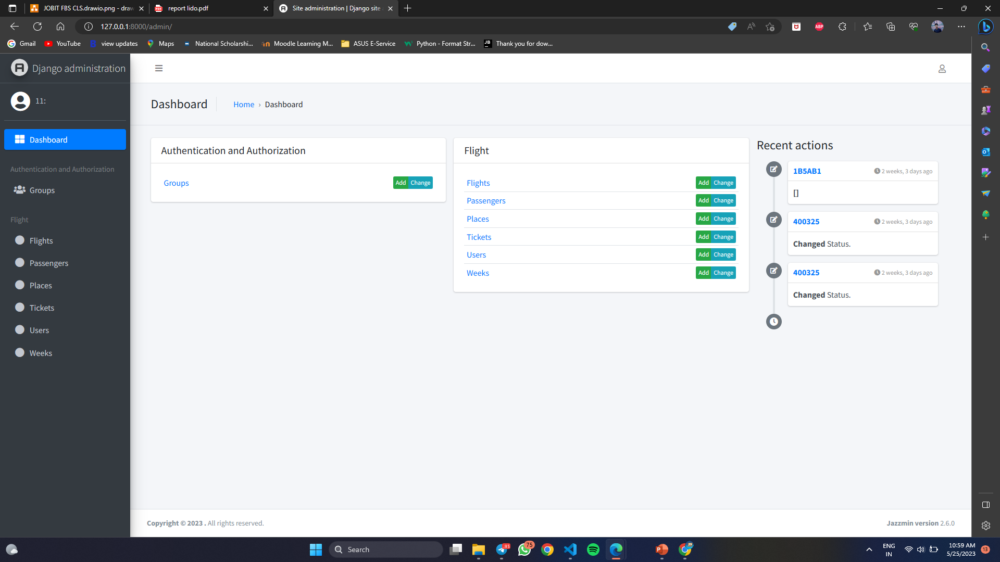 JOBIT FBS CLS.drawio.png - draw
report lido.pdf
Site administration | Django site
127.0.0.1:8000/admin/
ABP
Gmail
YouTube
view updates
Maps
National Scholarshi...
Moodle Learning M...
ASUS E-Service
Python - Format Str...
Thank you for dow...
Django administration
11:
Dashboard
Authentication and Authorization
Groups
Flight
Flights
Passengers
Places
Tickets
Users
Weeks
Dashboard
Home › Dashboard
Authentication and Authorization
Groups Add Change
Flight
Flights Add Change
Passengers Add Change
Places Add Change
Tickets Add Change
Users Add Change
Weeks Add Change
Recent actions
1B5AB1 2 weeks, 3 days ago
[]
400325 2 weeks, 3 days ago
Changed Status.
400325 2 weeks, 3 days ago
Changed Status.
Copyright © 2023 . All rights reserved.
Jazzmin version 2.6.0
Search
75
ENG
IN
10:59 AM
5/25/2023
13